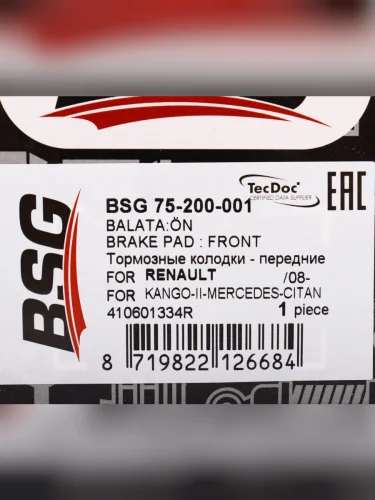 BSG
TecDoc
CERTIFIED DATA SUPPLIER
EAC
BSG 75-200-001
BALATA:ÖN
BRAKE PAD : FRONT
Тормозные колодки - передние
FOR RENAULT /08-
FOR KANGO-II-MERCEDES-CITAN
410601334R 1 piece
8 719822 126684